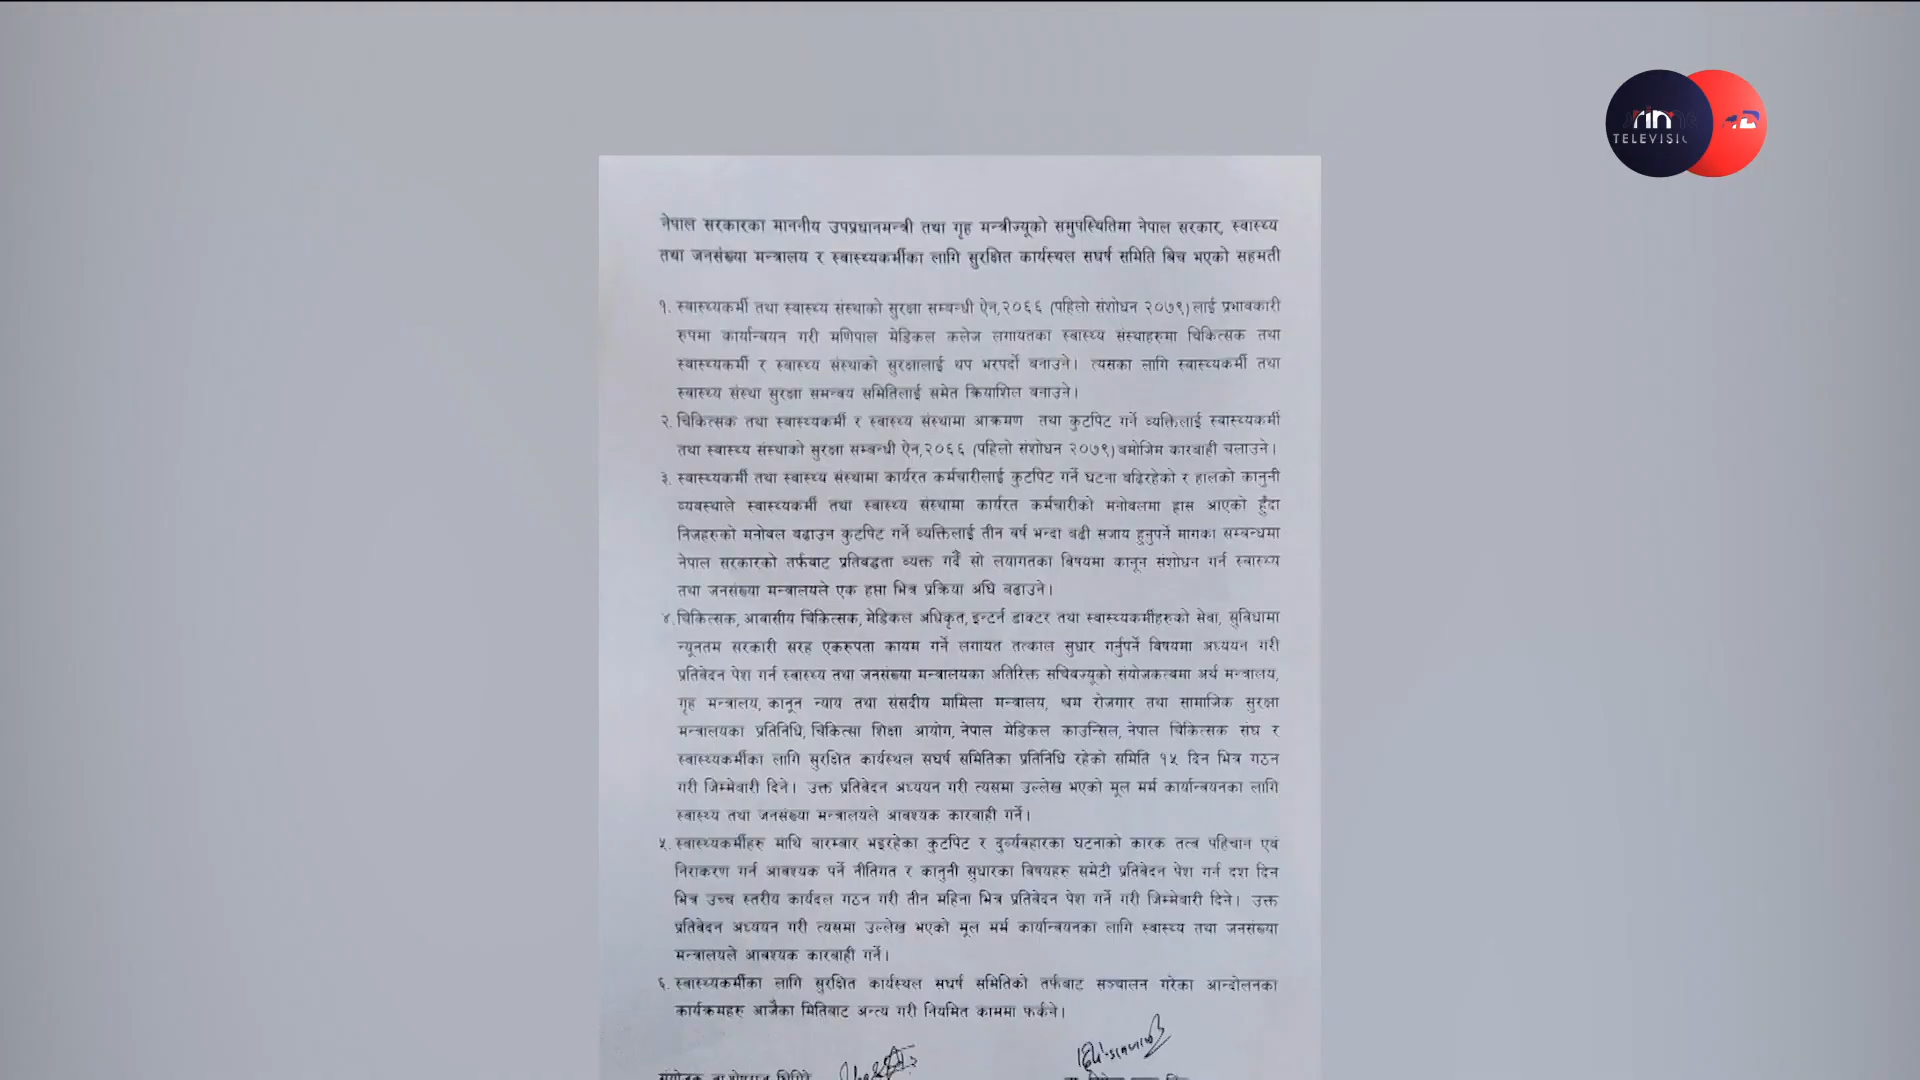 नेपाल सरकारका माननीय उपप्रधानमन्त्री तथा गृह मन्त्रीज्यूको समुपस्थितिमा नेपाल सरकार, स्वास्थ्य
तथा जनसंख्या मन्त्रालय र स्वास्थ्यकर्मीका लागि सुरक्षित कार्यस्थल सघर्ष समिति बिच भएको सहमती
१. स्वास्थ्यकर्मी तथा स्वास्थ्य संस्थाको सुरक्षा सम्बन्धी ऐन,२०६६ (पहिलो संशोधन २०७९)लाई प्रभावकारी
रुपमा कार्यान्वयन गरी मणिपाल मेडिकल कलेज लगायतका स्वास्थ्य संस्थाहरुमा चिकित्सक तथा
स्वास्थ्यकर्मी र स्वास्थ्य संस्थाको सुरक्षालाई थप भरपर्दो बनाउने। त्यसका लागि स्वास्थ्यकर्मी तथा
स्वास्थ्य संस्था सुरक्षा समन्वय समितिलाई समेत क्रियाशिल बनाउने।
२. चिकित्सक तथा स्वास्थ्यकर्मी र स्वास्थ्य संस्थामा आक्रमण तथा कुटपिट गर्ने व्यक्तिलाई स्वास्थ्यकर्मी
तथा स्वास्थ्य संस्थाको सुरक्षा सम्बन्धी ऐन,२०६६ (पहिलो संशोधन २०७९) बमोजिम कारबाही चलाउने।
३. स्वास्थ्यकर्मी तथा स्वास्थ्य संस्थामा कार्यरत कर्मचारीलाई कुटपिट गर्ने घटना बढिरहेको र हालको कानुनी
व्यवस्थाले स्वास्थ्यकर्मी तथा स्वास्थ्य संस्थामा कार्यरत कर्मचारीको मनोबलमा ह्रास आएको हुँदा
निजहरुको मनोबल बढाउन कुटपिट गर्ने व्यक्तिलाई तीन वर्ष भन्दा बढी सजाय हुनुपर्ने मागका सम्बन्धमा
नेपाल सरकारको तर्फबाट प्रतिबद्धता व्यक्त गर्दै सो लयागतका बिषयमा कानून संशोधन गर्न स्वास्थ्य
तथा जनसंख्या मन्त्रालयले एक हप्ता भित्र प्रक्रिया अघि बढाउने।
४. चिकित्सक, आवासीय चिकित्सक, मेडिकल अधिकृत, इन्टर्न डाक्टर तथा स्वास्थ्यकर्मीहरुको सेवा, सुविधामा
न्यूनतम सरकारी सरह एकरुपता कायम गर्ने लगायत तत्काल सुधार गर्नुपर्ने बिषयमा अध्ययन गरी
प्रतिवेदन पेश गर्न स्वास्थ्य तथा जनसंख्या मन्त्रालयका अतिरिक्त सचिवज्यूको संयोजकत्वमा अर्थ मन्त्रालय,
गृह मन्त्रालय, कानून न्याय तथा संसदीय मामिला मन्त्रालय, श्रम रोजगार तथा सामाजिक सुरक्षा
मन्त्रालयका प्रतिनिधि, चिकित्सा शिक्षा आयोग, नेपाल मेडिकल काउन्सिल, नेपाल चिकित्सक संघ र
स्वास्थ्यकर्मीका लागि सुरक्षित कार्यस्थल सघर्ष समितिका प्रतिनिधि रहेको समिति १५ दिन भित्र गठन
गरी जिम्मेबारी दिने। उक्त प्रतिवेदन अध्ययन गरी त्यसमा उल्लेख भएको मूल मर्म कार्यान्वयनका लागि
स्वास्थ्य तथा जनसंख्या मन्त्रालयले आवश्यक कारबाही गर्ने।
५. स्वास्थ्यकर्मीहरु माथि बारम्बार भइरहेका कुटपिट र दुर्व्यवहारका घटनाको कारक तत्व पहिचान एवं
निराकरण गर्न आवश्यक पर्ने नीतिगत र कानुनी सुधारका बिषयहरु समेटी प्रतिवेदन पेश गर्न दश दिन
भित्र उच्च स्तरीय कार्यदल गठन गरी तीन महिना भित्र प्रतिवेदन पेश गर्ने गरी जिम्मेबारी दिने। उक्त
प्रतिवेदन अध्ययन गरी त्यसमा उल्लेख भएको मूल मर्म कार्यान्वयनका लागि स्वास्थ्य तथा जनसंख्या
मन्त्रालयले आवश्यक कारबाही गर्ने।
६. स्वास्थ्यकर्मीका लागि सुरक्षित कार्यस्थल सघर्ष समितिको तर्फबाट सञ्चालन गरेका आन्दोलनका
कार्यक्रमहरु आजैका मितिबाट अन्त्य गरी नियमित काममा फर्कने।